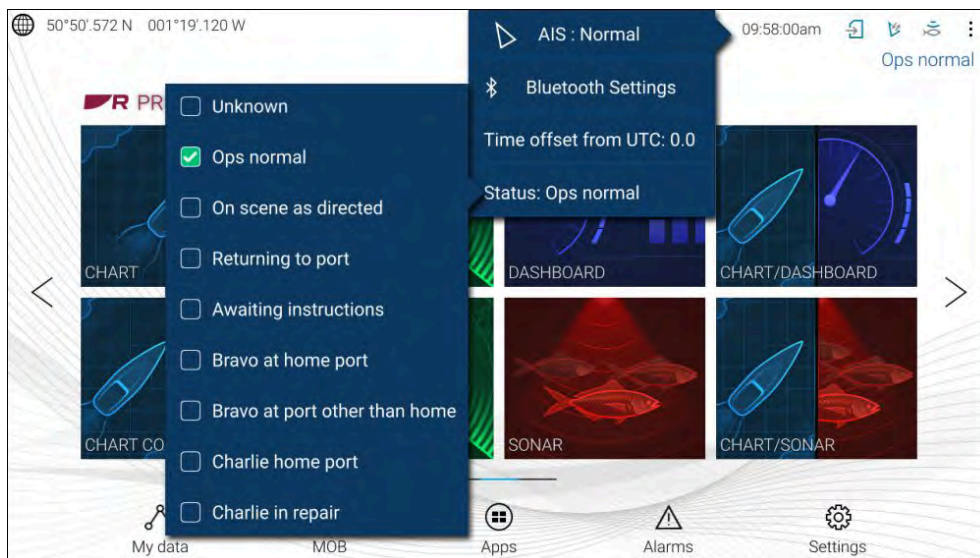 50°50'.572 N 001°19'.120 W
09:58:00am
Ops normal
AIS : Normal
Bluetooth Settings
Time offset from UTC: 0.0
Status: Ops normal
R PR
Unknown
Ops normal
On scene as directed
Returning to port
Awaiting instructions
Bravo at home port
Bravo at port other than home
Charlie home port
Charlie in repair
CHART
DASHBOARD
CHART/DASHBOARD
CHART CO
SONAR
CHART/SONAR
My data
MOB
Apps
Alarms
Settings